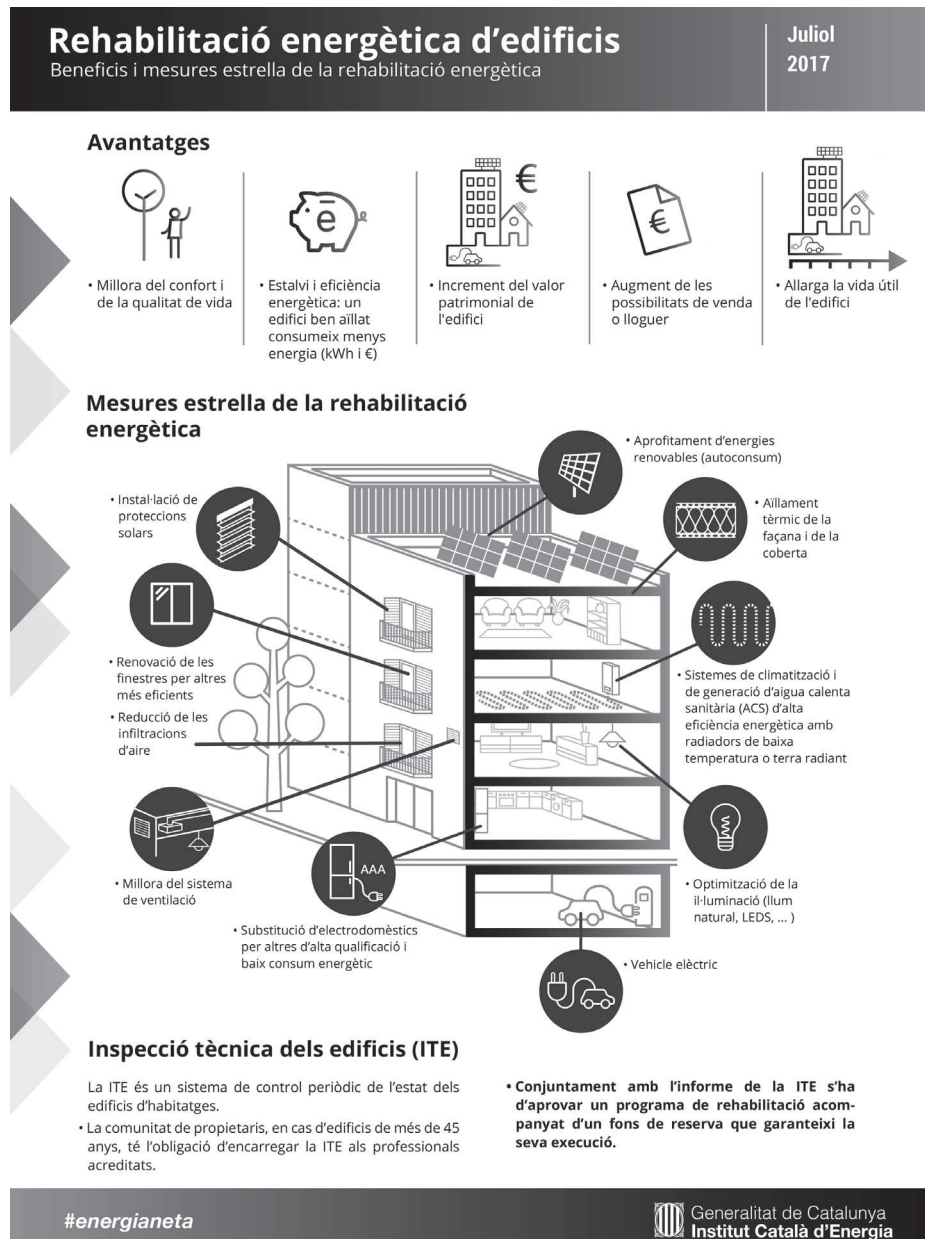 Rehabilitació energètica d'edificis
Beneficis i mesures estrella de la rehabilitació energètica
Juliol
2017
Avantatges
• Millora del confort i
de la qualitat de vida
ē
• Estalvi i eficiència
energètica: un
edifici ben aïllat
consumeix menys
energia (kWh i €)
€
• Increment del valor
patrimonial de
l'edifici
€
• Augment de les
possibilitats de venda
o lloguer
• Allarga la vida útil
de l'edifici
Mesures estrella de la rehabilitació
energètica
• Aprofitament d'energies
renovables (autoconsum)
• Instal·lació de
proteccions
solars
• Aïllament
tèrmic de la
façana i de la
coberta
• Renovació de les
finestres per altres
més eficients
• Reducció de les
infiltracions
d'aire
• Sistemes de climatització i
de generació d'aigua calenta
sanitària (ACS) d'alta
eficiència energètica amb
radiadors de baixa
temperatura o terra radiant
• Millora del sistema
de ventilació
AAA
• Substitució d'electrodomèstics
per altres d'alta qualificació i
baix consum energètic
• Optimització de la
il·luminació (llum
natural, LEDS, ... )
• Vehicle elèctric
Inspecció tècnica dels edificis (ITE)
La ITE és un sistema de control periòdic de l'estat dels
edificis d'habitatges.
• La comunitat de propietaris, en cas d'edificis de més de 45
anys, té l'obligació d'encarregar la ITE als professionals
acreditats.
• Conjuntament amb l'informe de la ITE s'ha
d'aprovar un programa de rehabilitació acom-
panyat d'un fons de reserva que garanteixi la
seva execució.
#energianeta
Generalitat de Catalunya
Institut Català d'Energia